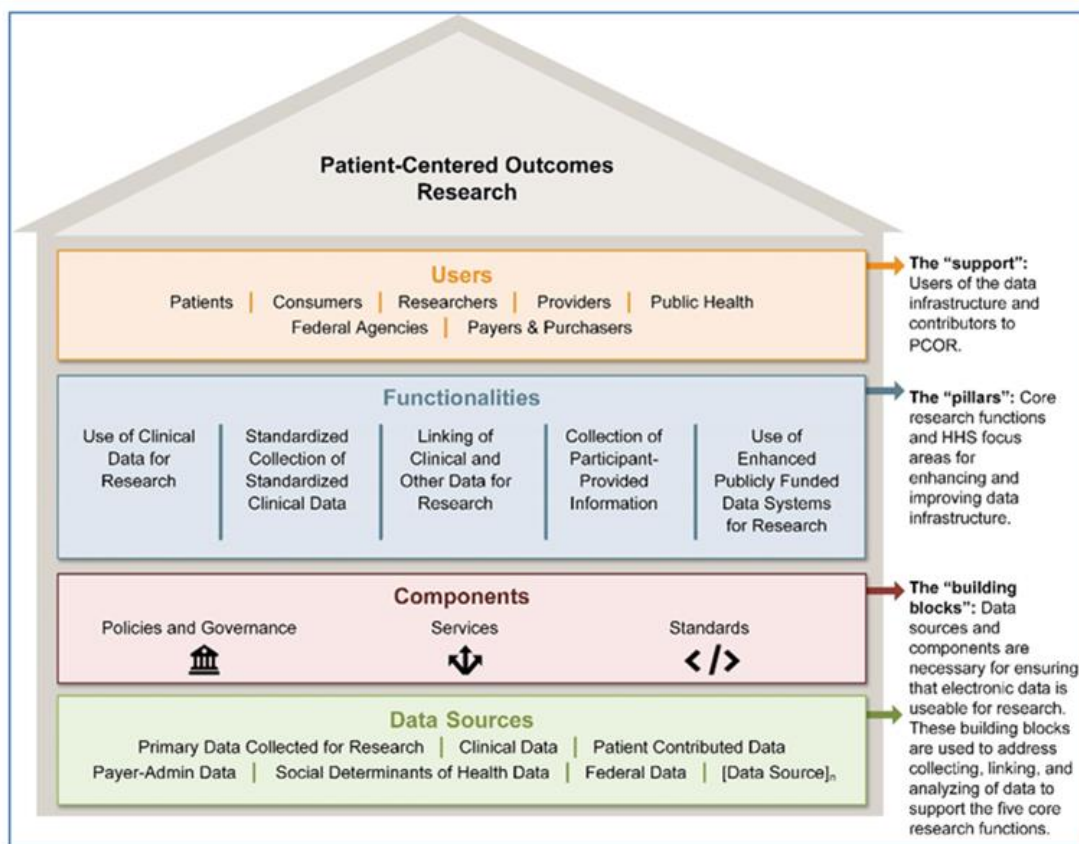 Patient-Centered Outcomes
Research
Users
Patients | Consumers | Researchers | Providers | Public Health
Federal Agencies | Payers & Purchasers
The “support”:
Users of the data
infrastructure and
contributors to
PCOR.
Functionalities
Use of Clinical
Data for
Research
Standardized
Collection of
Standardized
Clinical Data
Linking of
Clinical and
Other Data for
Research
Collection of
Participant-
Provided
Information
Use of
Enhanced
Publicly Funded
Data Systems
for Research
The “pillars”: Core
research functions
and HHS focus
areas for
enhancing and
improving data
infrastructure.
Components
Policies and Governance
Services
Standards
</>
The “building
blocks”: Data
sources and
components are
necessary for ensuring
that electronic data is
useable for research.
These building blocks
are used to address
collecting, linking, and
analyzing of data to
support the five core
research functions.
Data Sources
Primary Data Collected for Research | Clinical Data | Patient Contributed Data
Payer-Admin Data | Social Determinants of Health Data | Federal Data | [Data Source]n